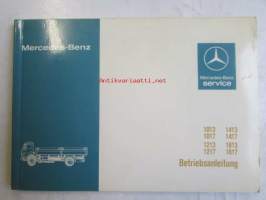 Mercedes-Benz
Antikvariaatti.net
Mercedes-Benz
service
1013 1413
1017 1417
1213 1613
1217 1617
Betriebsanleitung